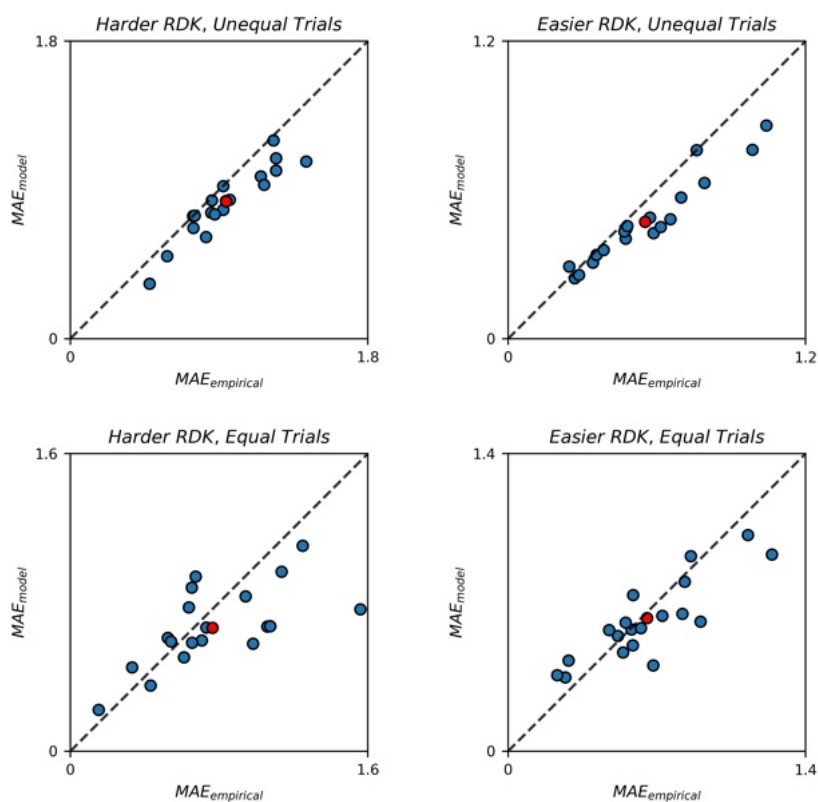 Harder RDK, Unequal Trials
1.8
MAE_model
0
0
1.8
MAE_empirical
Easier RDK, Unequal Trials
1.2
MAE_model
0
0
1.2
MAE_empirical
Harder RDK, Equal Trials
1.6
MAE_model
0
0
1.6
MAE_empirical
Easier RDK, Equal Trials
1.4
MAE_model
0
0
1.4
MAE_empirical